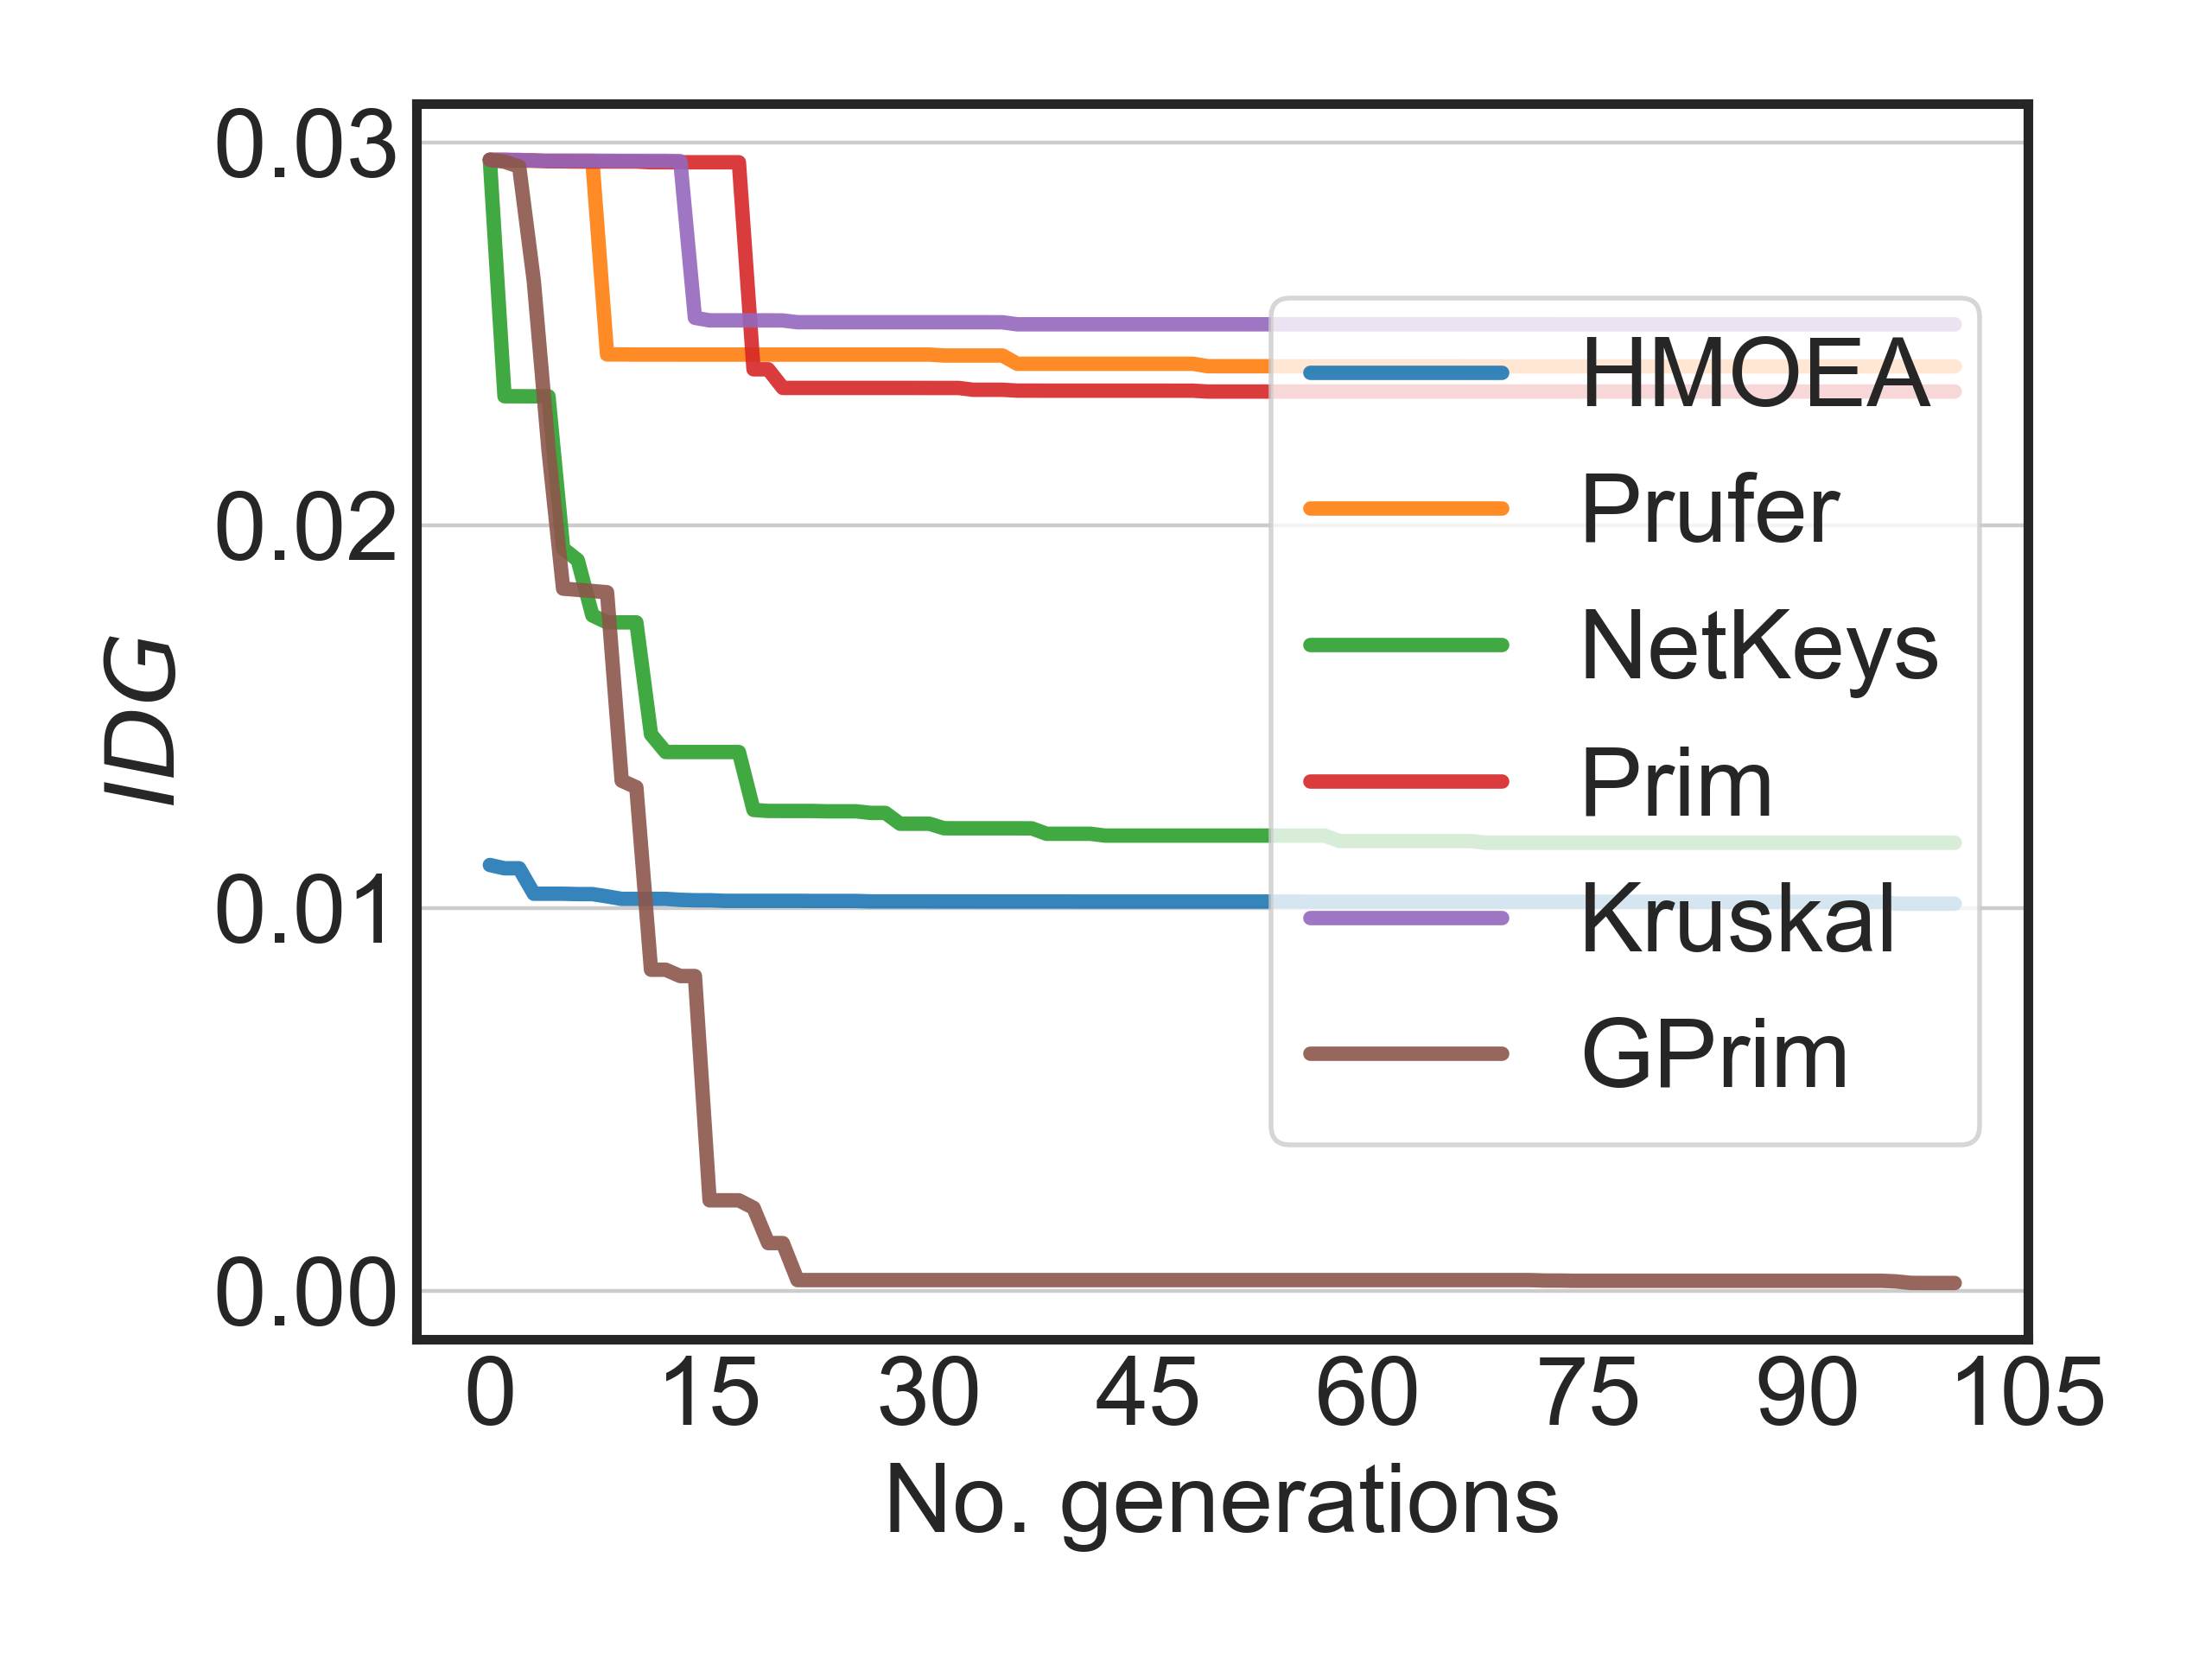 0.03
0.02
0.01
0.00
IDG
0 15 30 45 60 75 90 105
No. generations
HMOEA
Prufer
NetKeys
Prim
Kruskal
GPrim